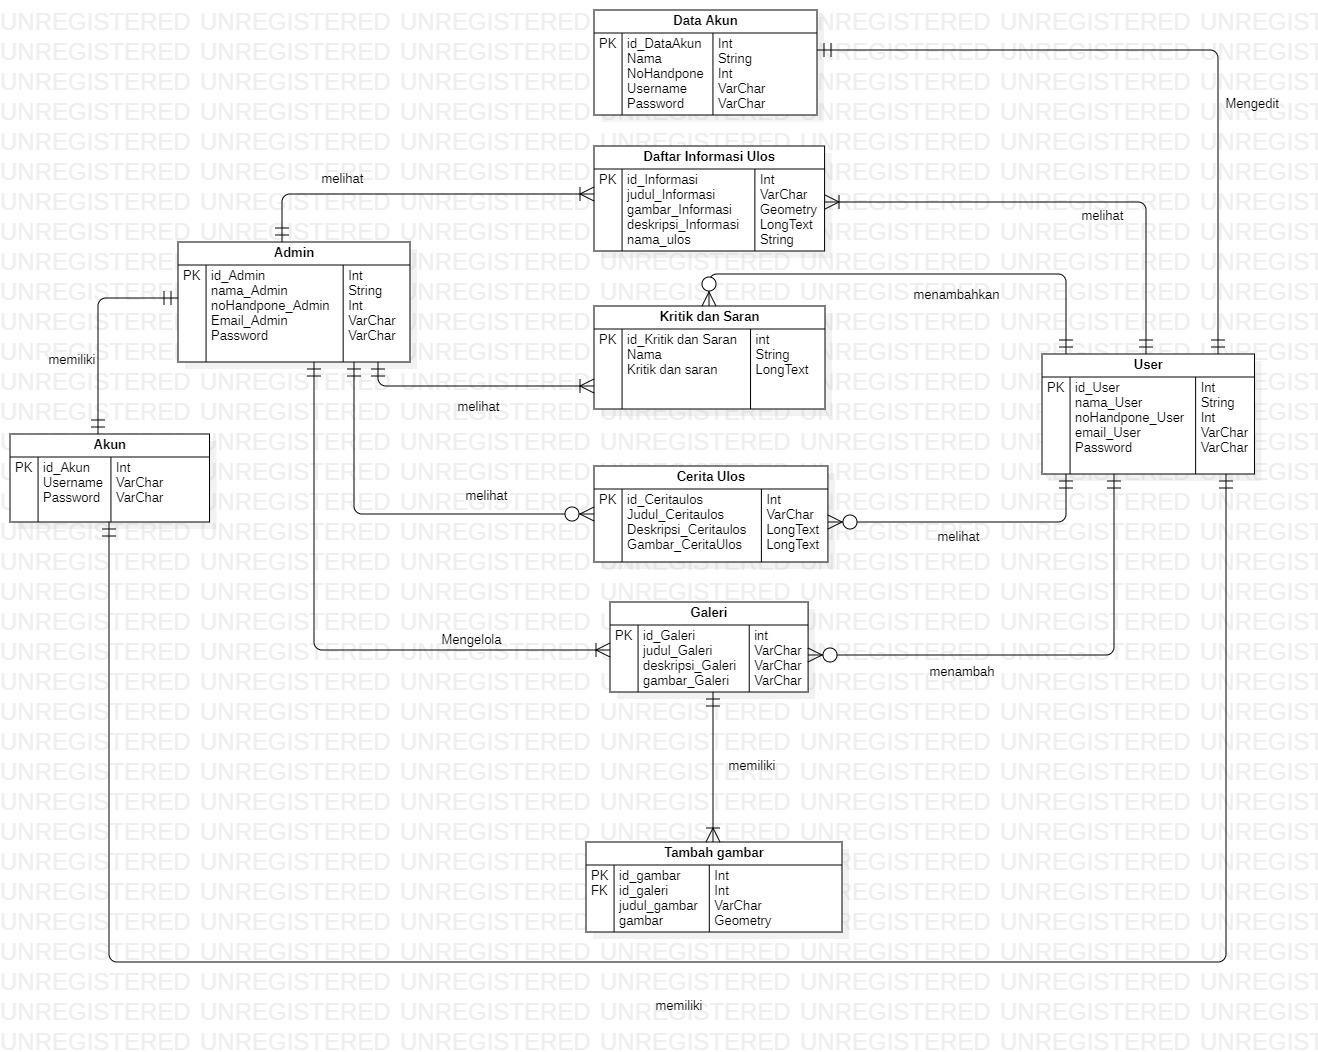 Data Akun
PK id_DataAkun Int
Nama String
NoHandpone Int
Username VarChar
Password VarChar
Mengedit
Daftar Informasi Ulos
PK id_Informasi Int
judul_Informasi VarChar
gambar_Informasi Geometry
deskripsi_Informasi LongText
nama_ulos String
melihat
melihat
Admin
PK id_Admin Int
nama_Admin String
noHandpone_Admin Int
Email_Admin VarChar
Password VarChar
menambahkan
Kritik dan Saran
PK id_Kritik dan Saran int
Nama String
Kritik dan saran LongText
memiliki
melihat
User
PK id_User Int
nama_User String
noHandpone_User Int
email_User VarChar
Password VarChar
Akun
PK id_Akun Int
Username VarChar
Password VarChar
Cerita Ulos
PK id_Ceritaulos Int
Judul_Ceritaulos VarChar
Deskripsi_Ceritaulos LongText
Gambar_CeritaUlos LongText
melihat
melihat
Galeri
PK id_Galeri int
judul_Galeri VarChar
deskripsi_Galeri VarChar
gambar_Galeri VarChar
Mengelola
menambah
memiliki
Tambah gambar
PK id_gambar Int
FK id_galeri Int
judul_gambar VarChar
gambar Geometry
memiliki
UNREGISTERED